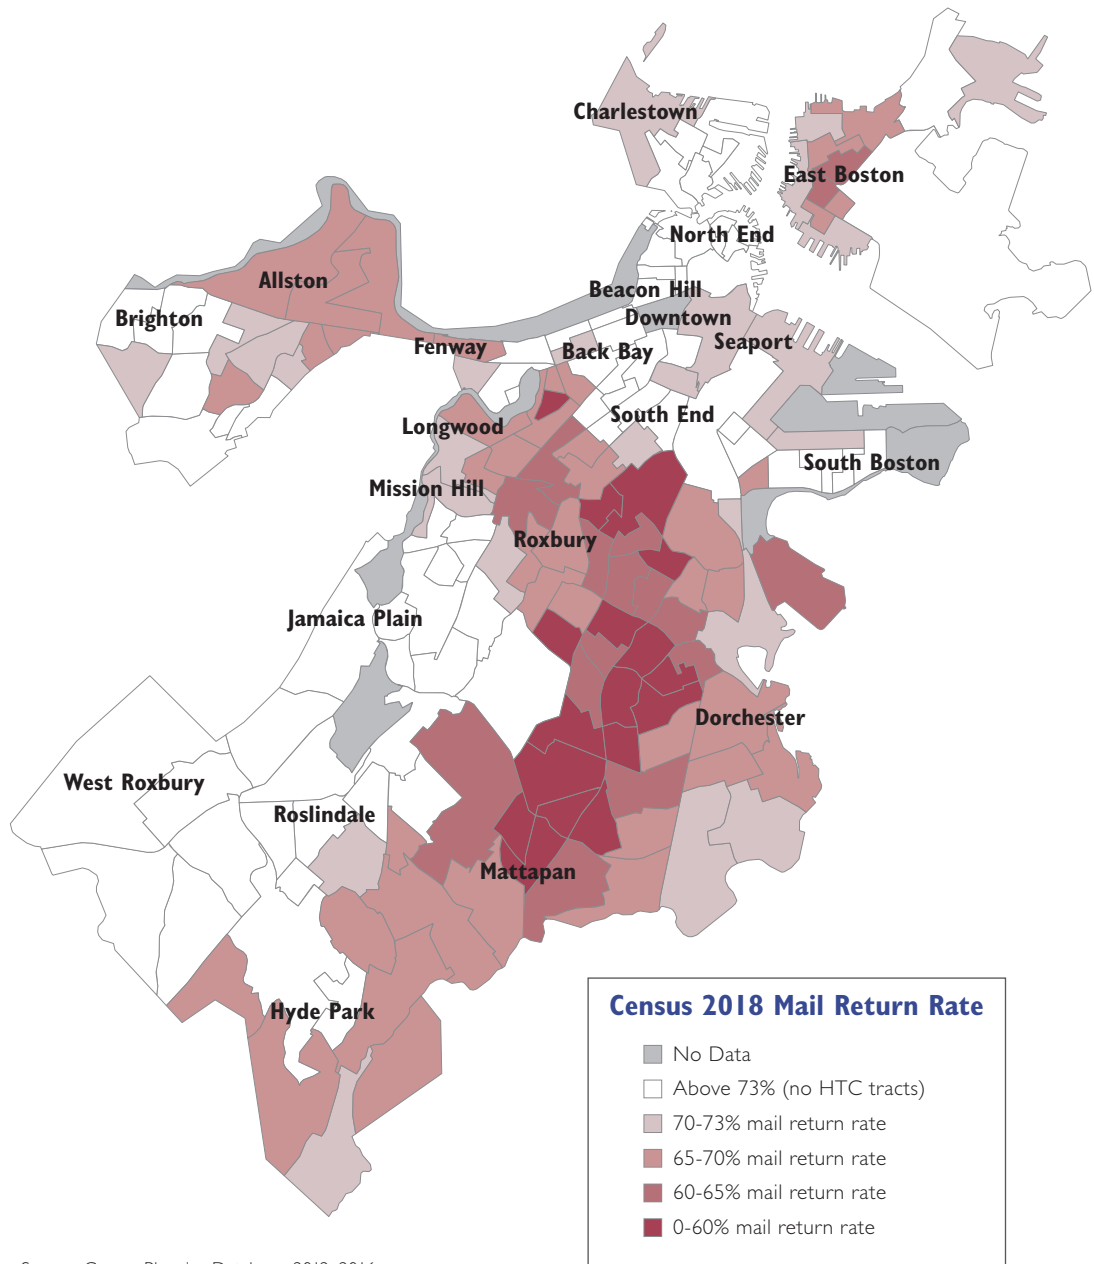 Charlestown
East Boston
North End
Allston
Beacon Hill
Brighton
Downtown
Seaport
Fenway
Back Bay
South End
Longwood
South Boston
Mission Hill
Roxbury
Jamaica Plain
Dorchester
West Roxbury
Roslindale
Mattapan
Hyde Park
Census 2018 Mail Return Rate
No Data
Above 73% (no HTC tracts)
70-73% mail return rate
65-70% mail return rate
60-65% mail return rate
0-60% mail return rate